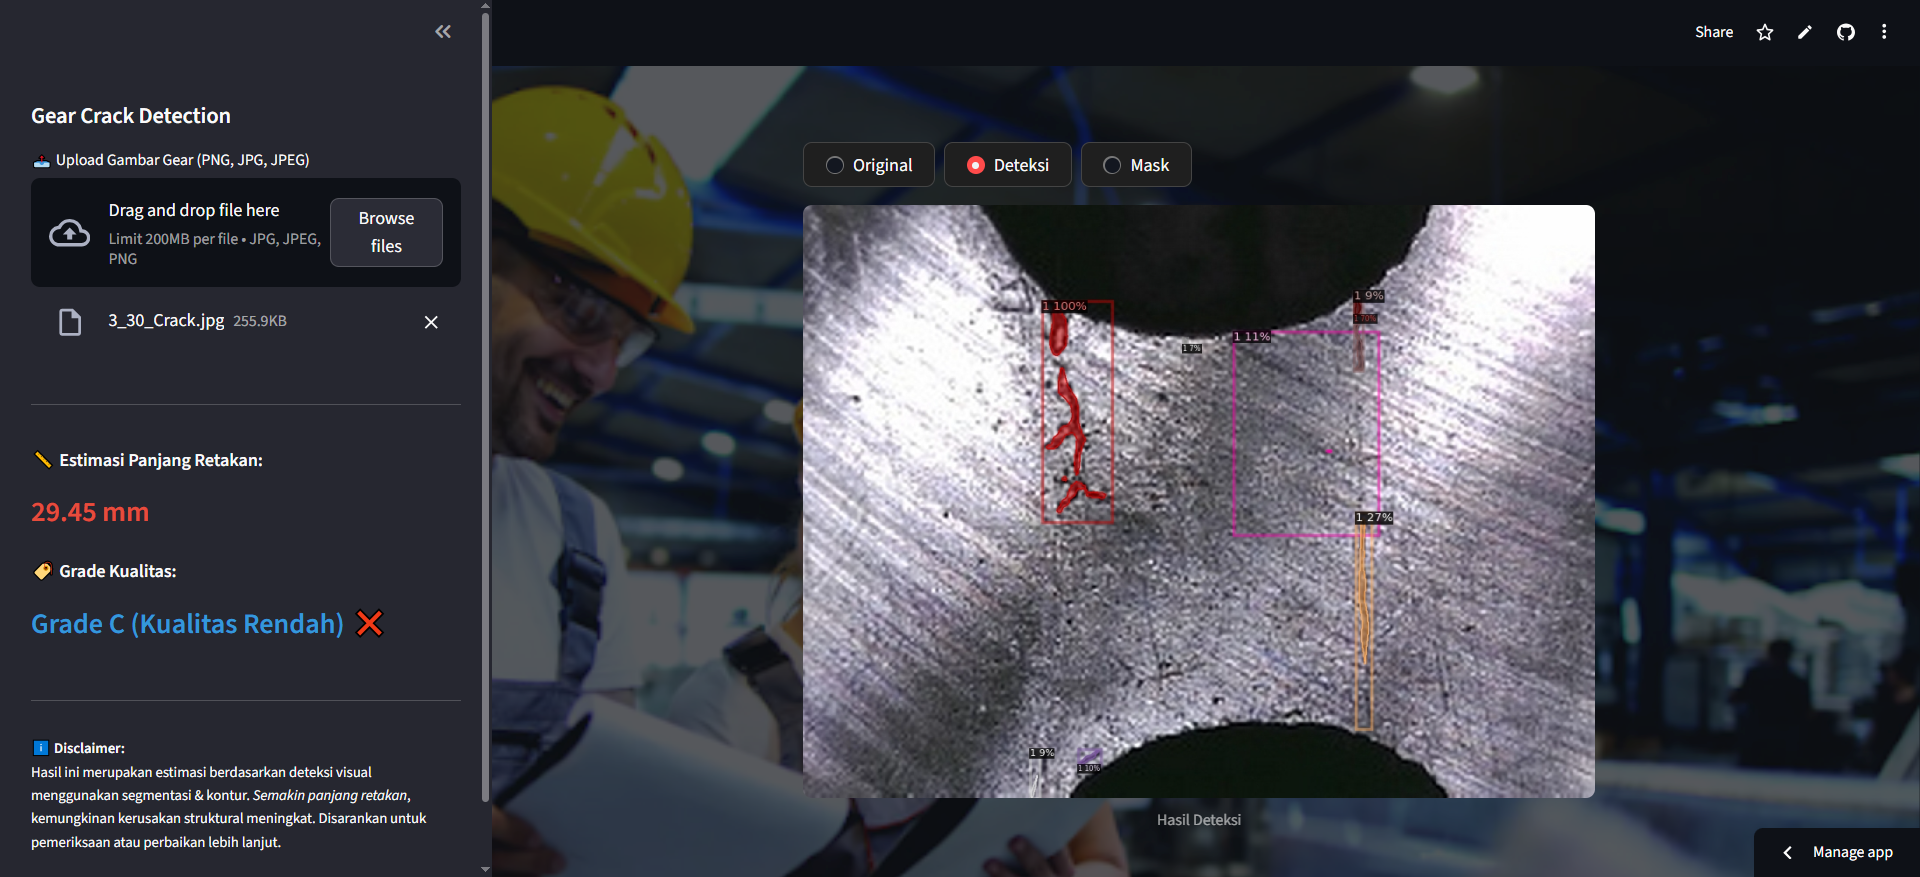 Share
Gear Crack Detection
Upload Gambar Gear (PNG, JPG, JPEG)
Drag and drop file here
Limit 200MB per file • JPG, JPEG,
PNG
Browse
files
3_30_Crack.jpg 255.9KB
Estimasi Panjang Retakan:
29.45 mm
Grade Kualitas:
Grade C (Kualitas Rendah)
Disclaimer:
Hasil ini merupakan estimasi berdasarkan deteksi visual
menggunakan segmentasi & kontur. Semakin panjang retakan,
kemungkinan kerusakan struktural meningkat. Disarankan untuk
pemeriksaan atau perbaikan lebih lanjut.
Original
Deteksi
Mask
1 100%
1 9%
1 70%
1 11%
1 7%
1 27%
1 9%
1 10%
Hasil Deteksi
Manage app